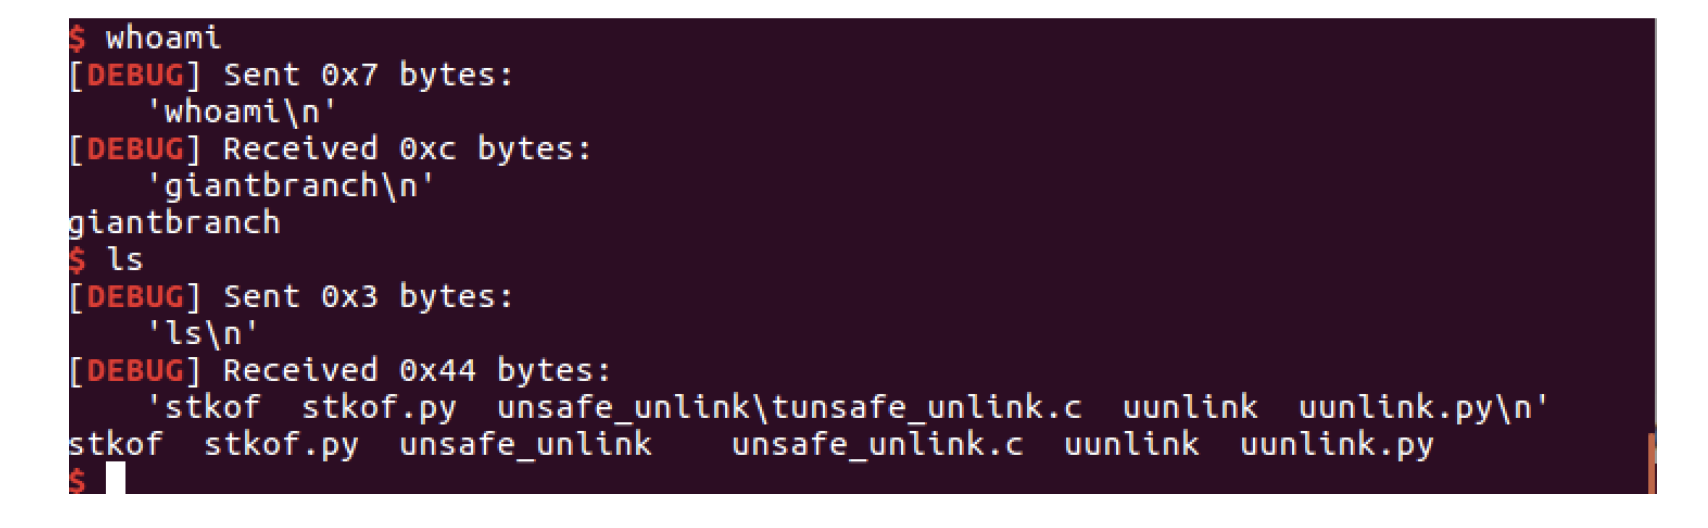 $ whoami
[DEBUG] Sent 0x7 bytes:
    'whoami\n'
[DEBUG] Received 0xc bytes:
    'giantbranch\n'
giantbranch
$ ls
[DEBUG] Sent 0x3 bytes:
    'ls\n'
[DEBUG] Received 0x44 bytes:
    'stkof  stkof.py  unsafe_unlink\tunsafe_unlink.c  uunlink  uunlink.py\n'
stkof  stkof.py  unsafe_unlink    unsafe_unlink.c  uunlink  uunlink.py
$